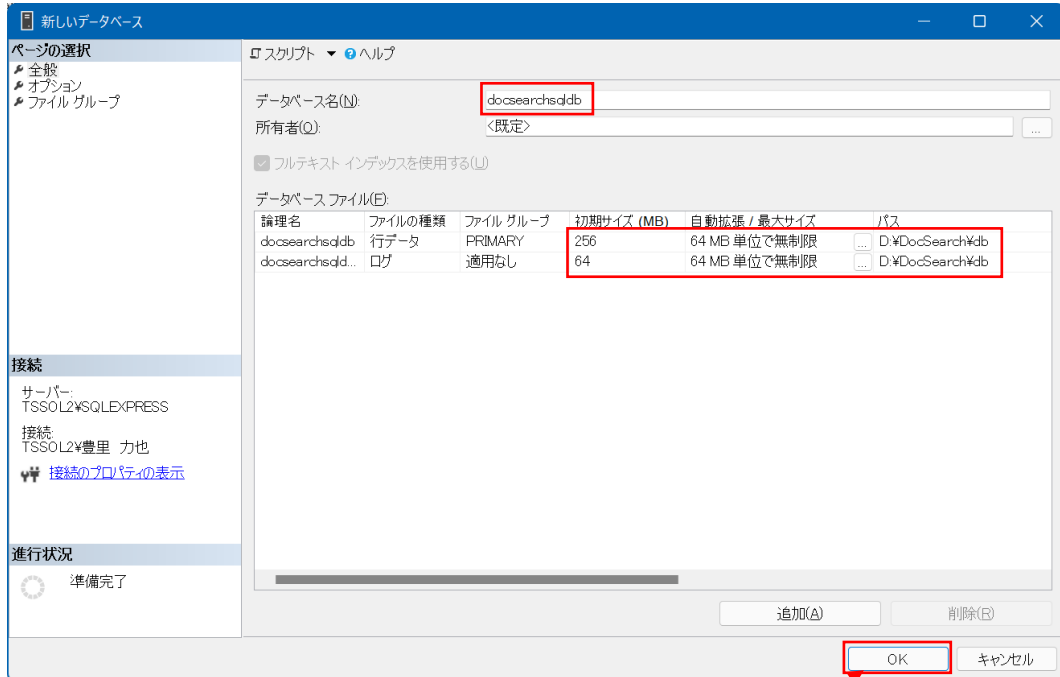 新しいデータベース
ページの選択
全般
オプション
ファイル グループ
スクリプト ▼ ヘルプ
データベース名(N):
docsearchsqldb
所有者(O):
<既定>
...
フルテキスト インデックスを使用する(U)
データベース ファイル(F):
論理名 ファイルの種類 ファイル グループ 初期サイズ (MB) 自動拡張 / 最大サイズ パス
docsearchsqldb 行データ PRIMARY 256 64 MB 単位で無制限 ... D:¥DocSearch¥db
docsearchsqld... ログ 適用なし 64 64 MB 単位で無制限 ... D:¥DocSearch¥db
接続
サーバー:
TSSOL2¥SQLEXPRESS
接続:
TSSOL2¥豊里 力也
接続のプロパティの表示
進行状況
準備完了
追加(A) 削除(R)
OK キャンセル